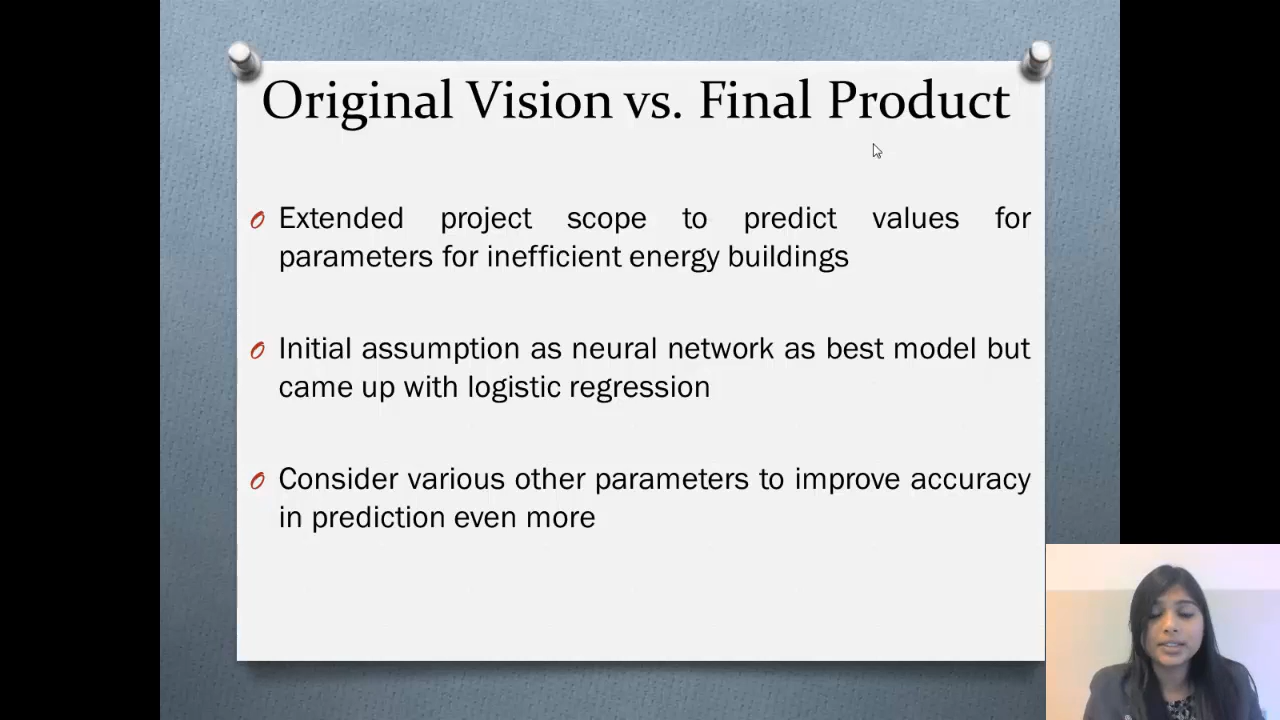 Original Vision vs. Final Product
Extended project scope to predict values for
parameters for inefficient energy buildings
Initial assumption as neural network as best model but
came up with logistic regression
Consider various other parameters to improve accuracy
in prediction even more